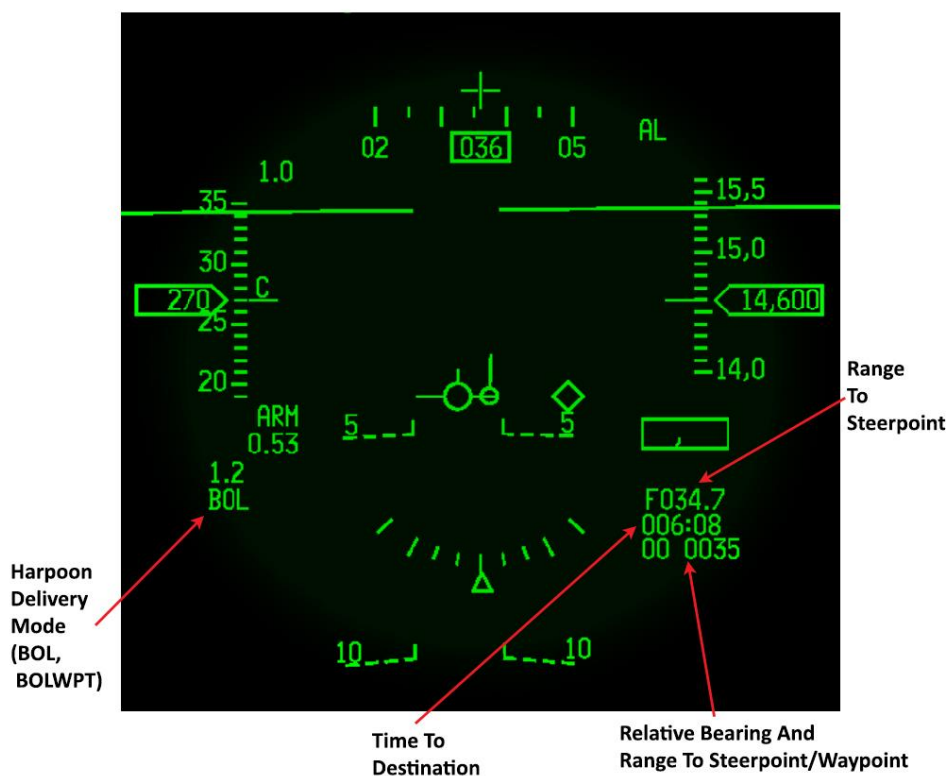 AL
02 036 05
1.0
35
30
270 C
25
20
15,5
15,0
14,600
14,0
ARM
0.53
5 5
1.2
BOL
F034.7
006:08
00 0035
10 10
Range
To
Steerpoint
Harpoon
Delivery
Mode
(BOL,
BOLWPT)
Time To
Destination
Relative Bearing And
Range To Steerpoint/Waypoint